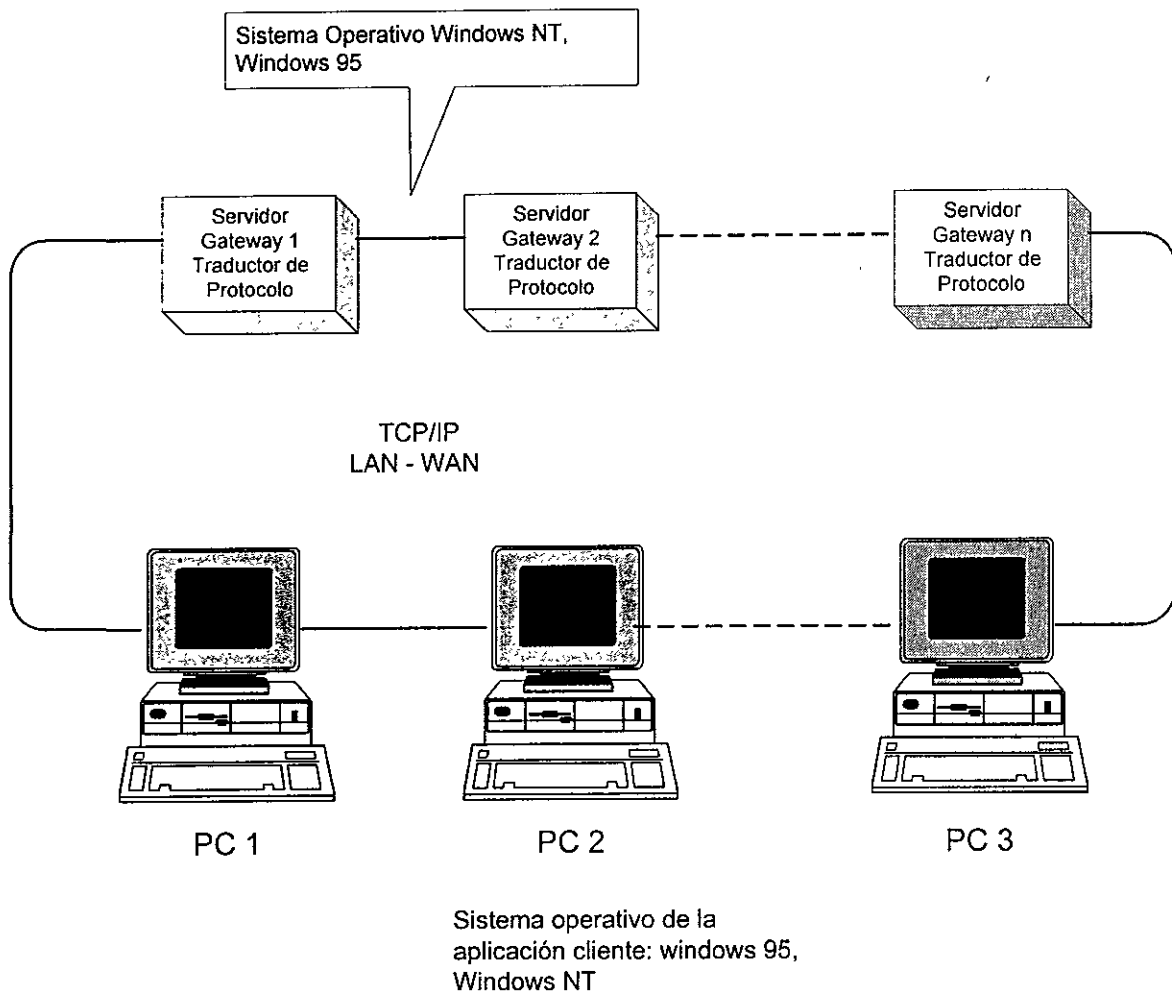 Sistema Operativo Windows NT,
Windows 95
Servidor
Gateway 1
Traductor de
Protocolo
Servidor
Gateway 2
Traductor de
Protocolo
Servidor
Gateway n
Traductor de
Protocolo
TCP/IP
LAN - WAN
PC 1
PC 2
PC 3
Sistema operativo de la
aplicación cliente: windows 95,
Windows NT